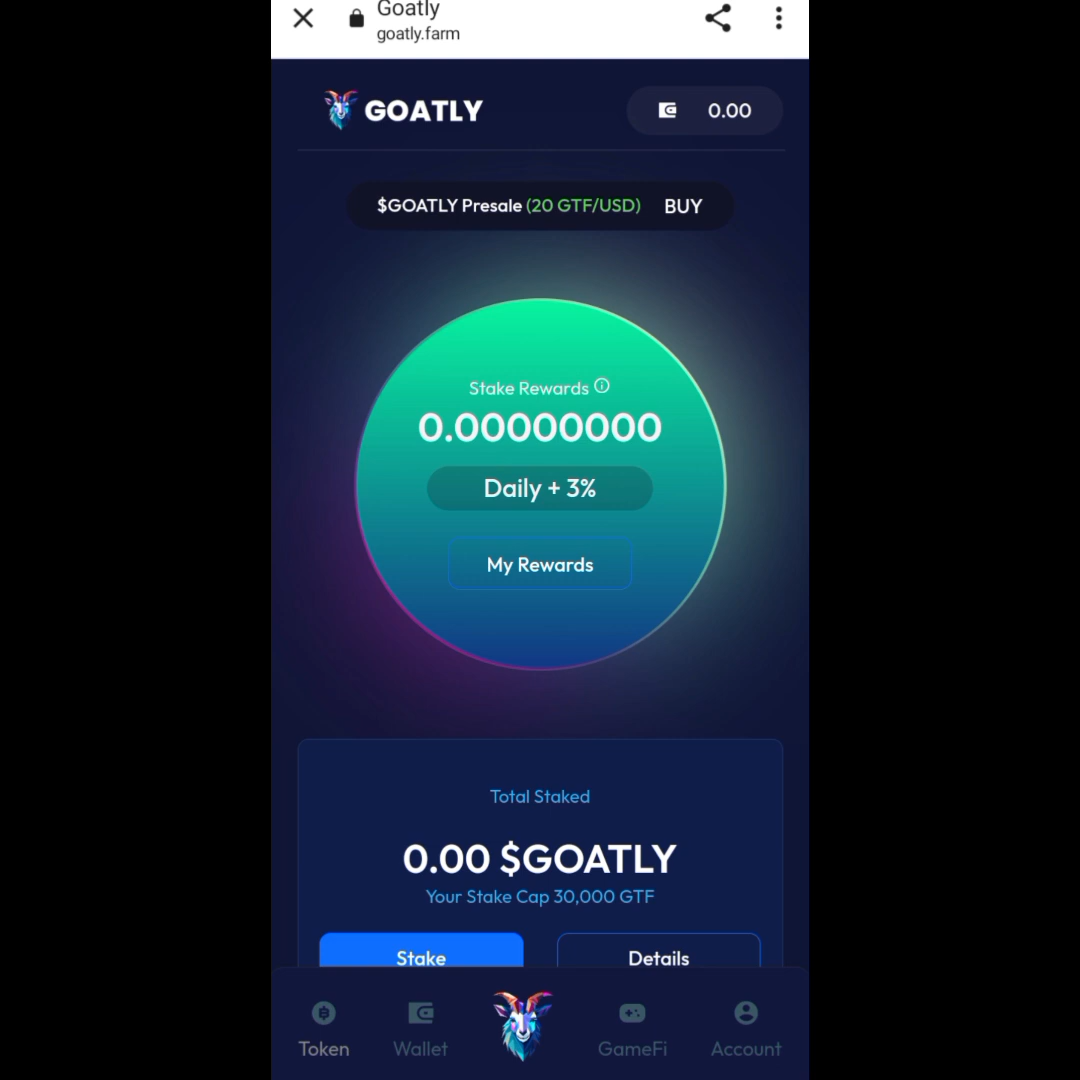 Goatly
goatly.farm
GOATLY
0.00
$GOATLY Presale (20 GTF/USD) BUY
Stake Rewards
0.00000000
Daily + 3%
My Rewards
Total Staked
0.00 $GOATLY
Your Stake Cap 30,000 GTF
Stake Details
Token Wallet GameFi Account